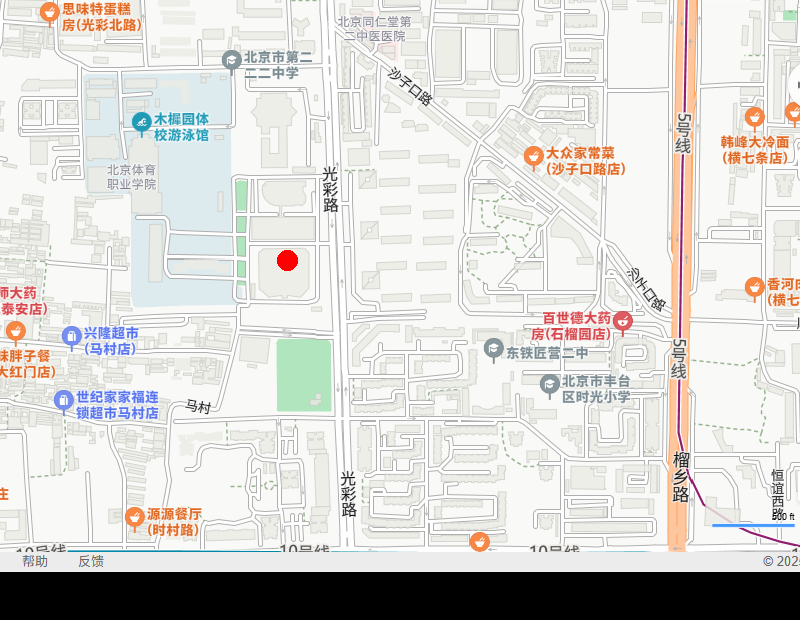 思味特蛋糕
房(光彩北路)
北京同仁堂第
二中医医院
北京市第二
二二中学
沙子口路
木樨园体
校游泳馆
5号线
韩峰大冷面
(横七条店)
大众家常菜
(沙子口路店)
北京体育
职业学院
光彩路
沙子口路
香河肉
(横七
师大药
泰安店)
百世德大药
房(石榴园店)
兴隆超市
(马村店)
东铁匠营二中
5号线
味胖子餐
大红门店)
北京市丰台
区时光小学
世纪家家福连
锁超市马村店
马村
榴乡路
光彩路
恒谊西路
500 ft
源源餐厅
(时村路)
10号线
10号线
10号线
帮助
反馈
© 202